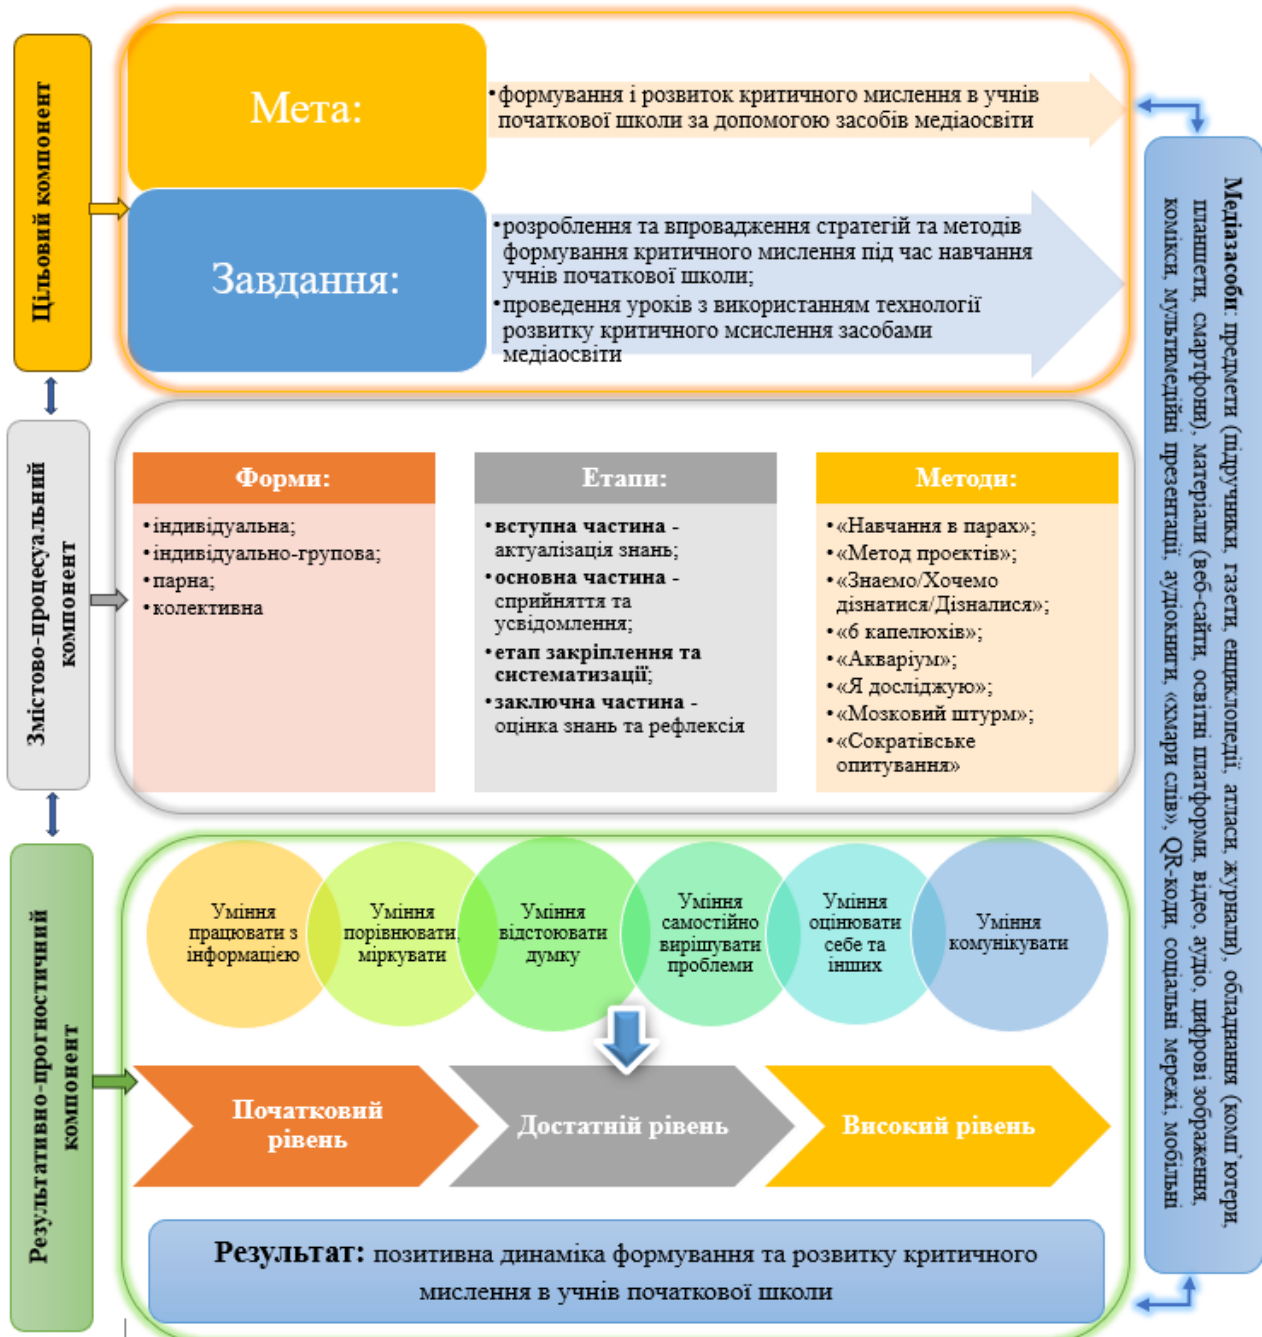 Цільовий компонент
Мета:
•формування і розвиток критичного мислення в учнів
початкової школи за допомогою засобів медіаосвіти
Завдання:
•розроблення та впровадження стратегій та методів
формування критичного мислення під час навчання
учнів початкової школи;
•проведення уроків з використанням технології
розвитку критичного мсислення засобами
медіаосвіти
Змістово-процесуальний
компонент
Форми:
•індивідуальна;
•індивідуально-групова;
•парна;
•колективна
Етапи:
•вступна частина -
актуалізація знань;
•основна частина -
сприйняття та
усвідомлення;
•етап закріплення та
систематизації;
•заключна частина -
оцінка знань та рефлексія
Методи:
•«Навчання в парах»;
•«Метод проєктів»;
•«Знаємо/Хочемо
дізнатися/Дізналися»;
•«6 капелюхів»;
•«Акваріум»;
•«Я досліджую»;
•«Мозковий штурм»;
•«Сократівське
опитування»
Результативно-прогностичний
компонент
Уміння
працювати з
інформацією
Уміння
порівнювати,
міркувати
Уміння
відстоювати
думку
Уміння
самостійно
вирішувати
проблеми
Уміння
оцінювати
себе та
інших
Уміння
комунікувати
Початковий
рівень
Достатній рівень
Високий рівень
Результат: позитивна динаміка формування та розвитку критичного
мислення в учнів початкової школи
Медіазасоби: предмети (підручники, газети, енциклопедії, атласи, журнали), обладнання (комп'ютери,
планшети, смартфони), матеріали (веб-сайти, освітні платформи, відео, аудіо, цифрові зображення,
комікси, мультимедійні презентації, аудіокниги, «хмари слів», QR-коди, соціальні мережі, мобільні